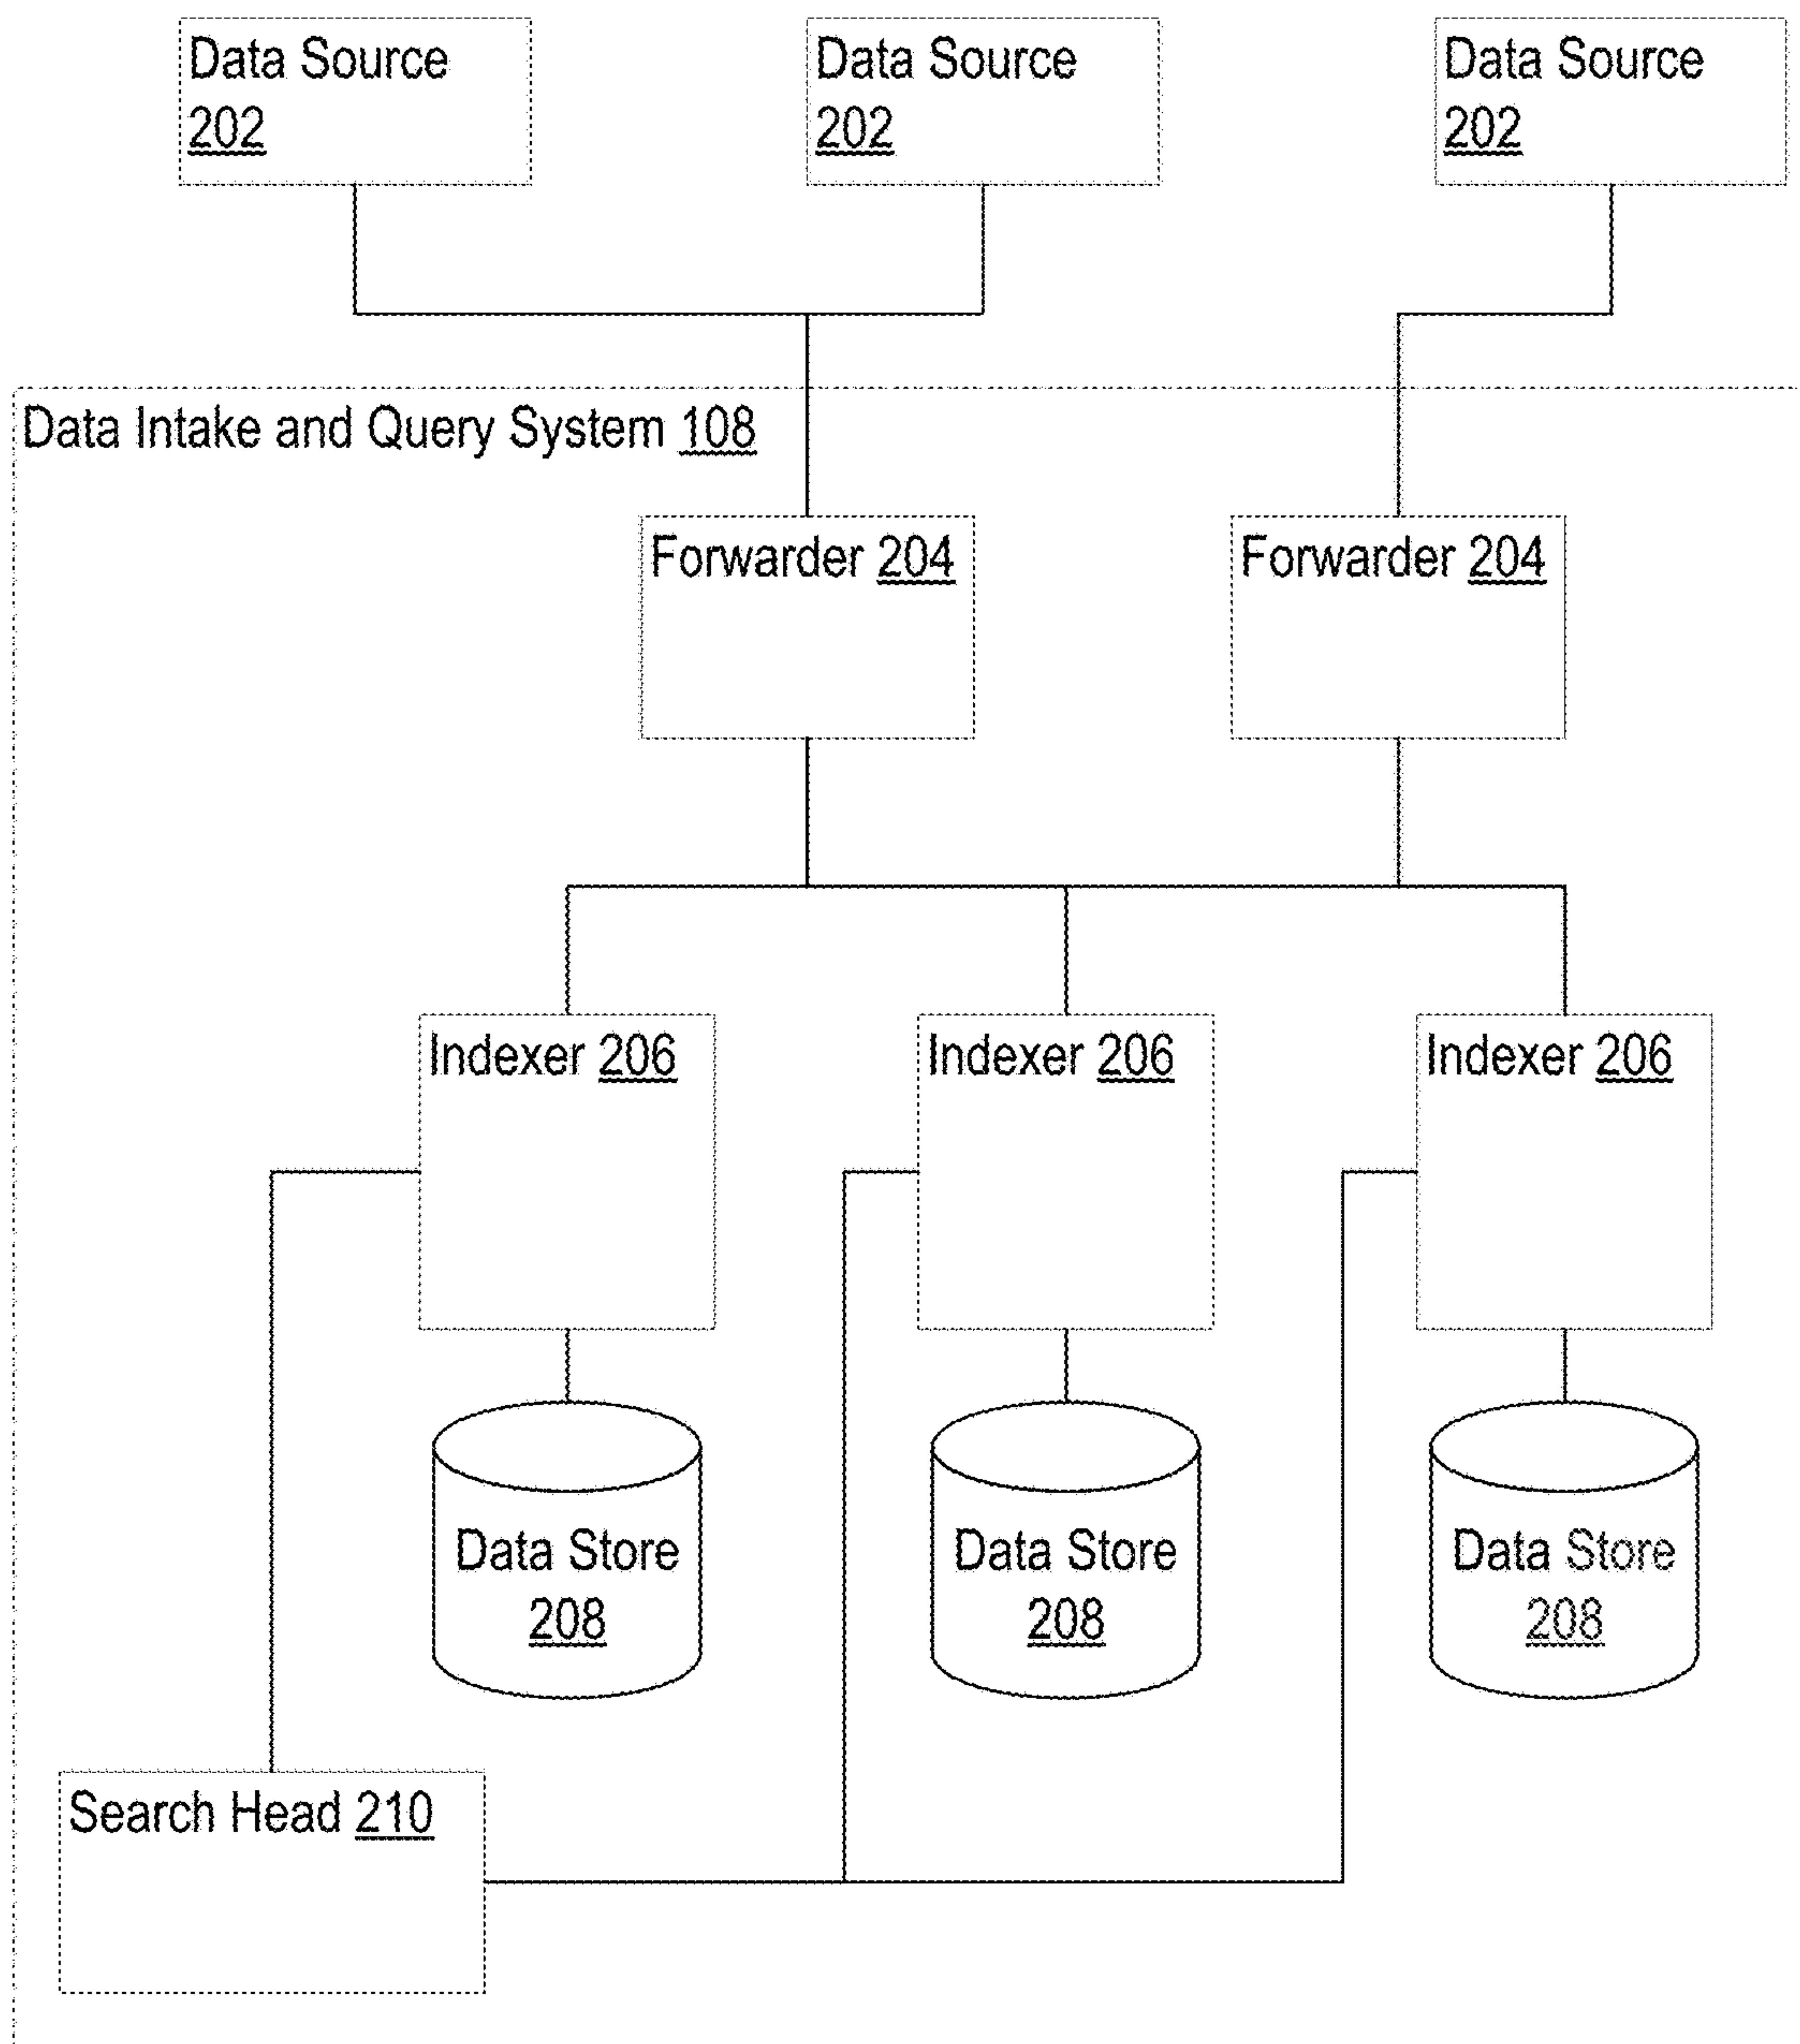 Data Source
202
Data Source
202
Data Source
202
Data Intake and Query System 108
Forwarder 204
Forwarder 204
Indexer 206
Indexer 206
Indexer 206
Data Store
208
Data Store
208
Data Store
208
Search Head 210